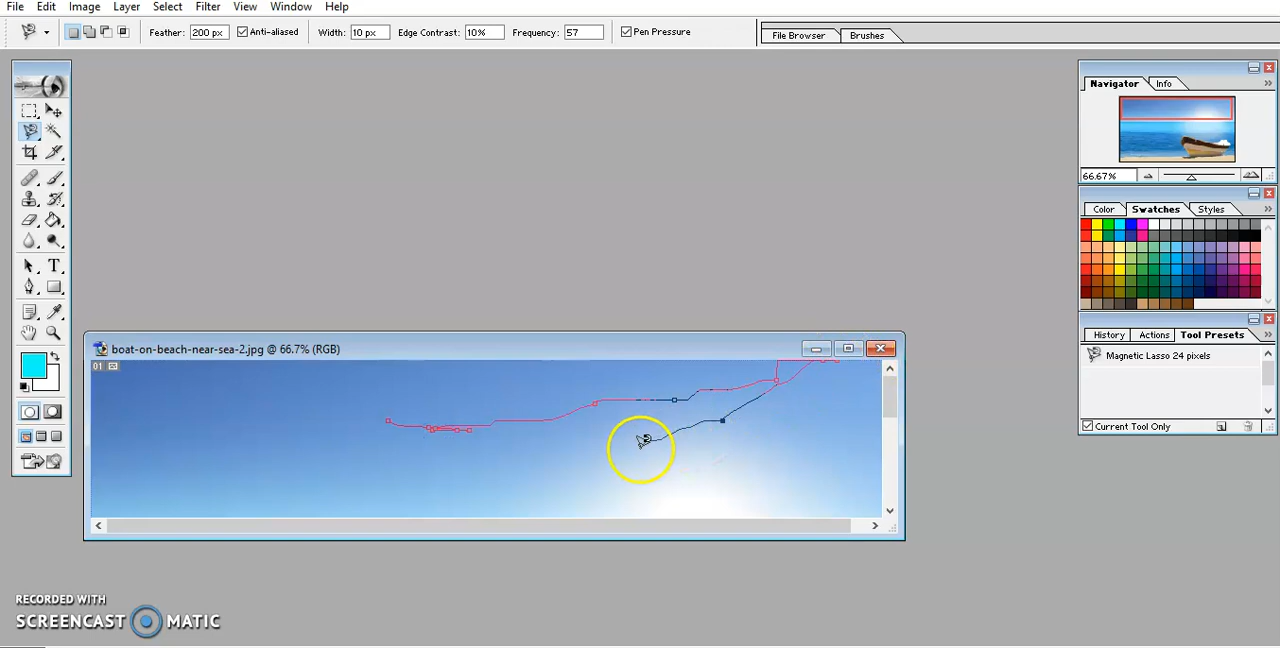 File Edit Image Layer Select Filter View Window Help
Feather: 200 px Anti-aliased Width: 10 px Edge Contrast: 10% Frequency: 57 Pen Pressure File Browser Brushes
Navigator Info
66.67%
Color Swatches Styles
History Actions Tool Presets
Magnetic Lasso 24 pixels
Current Tool Only
T
boat-on-beach-near-sea-2.jpg @ 66.7% (RGB)
01
RECORDED WITH
SCREENCAST MATIC